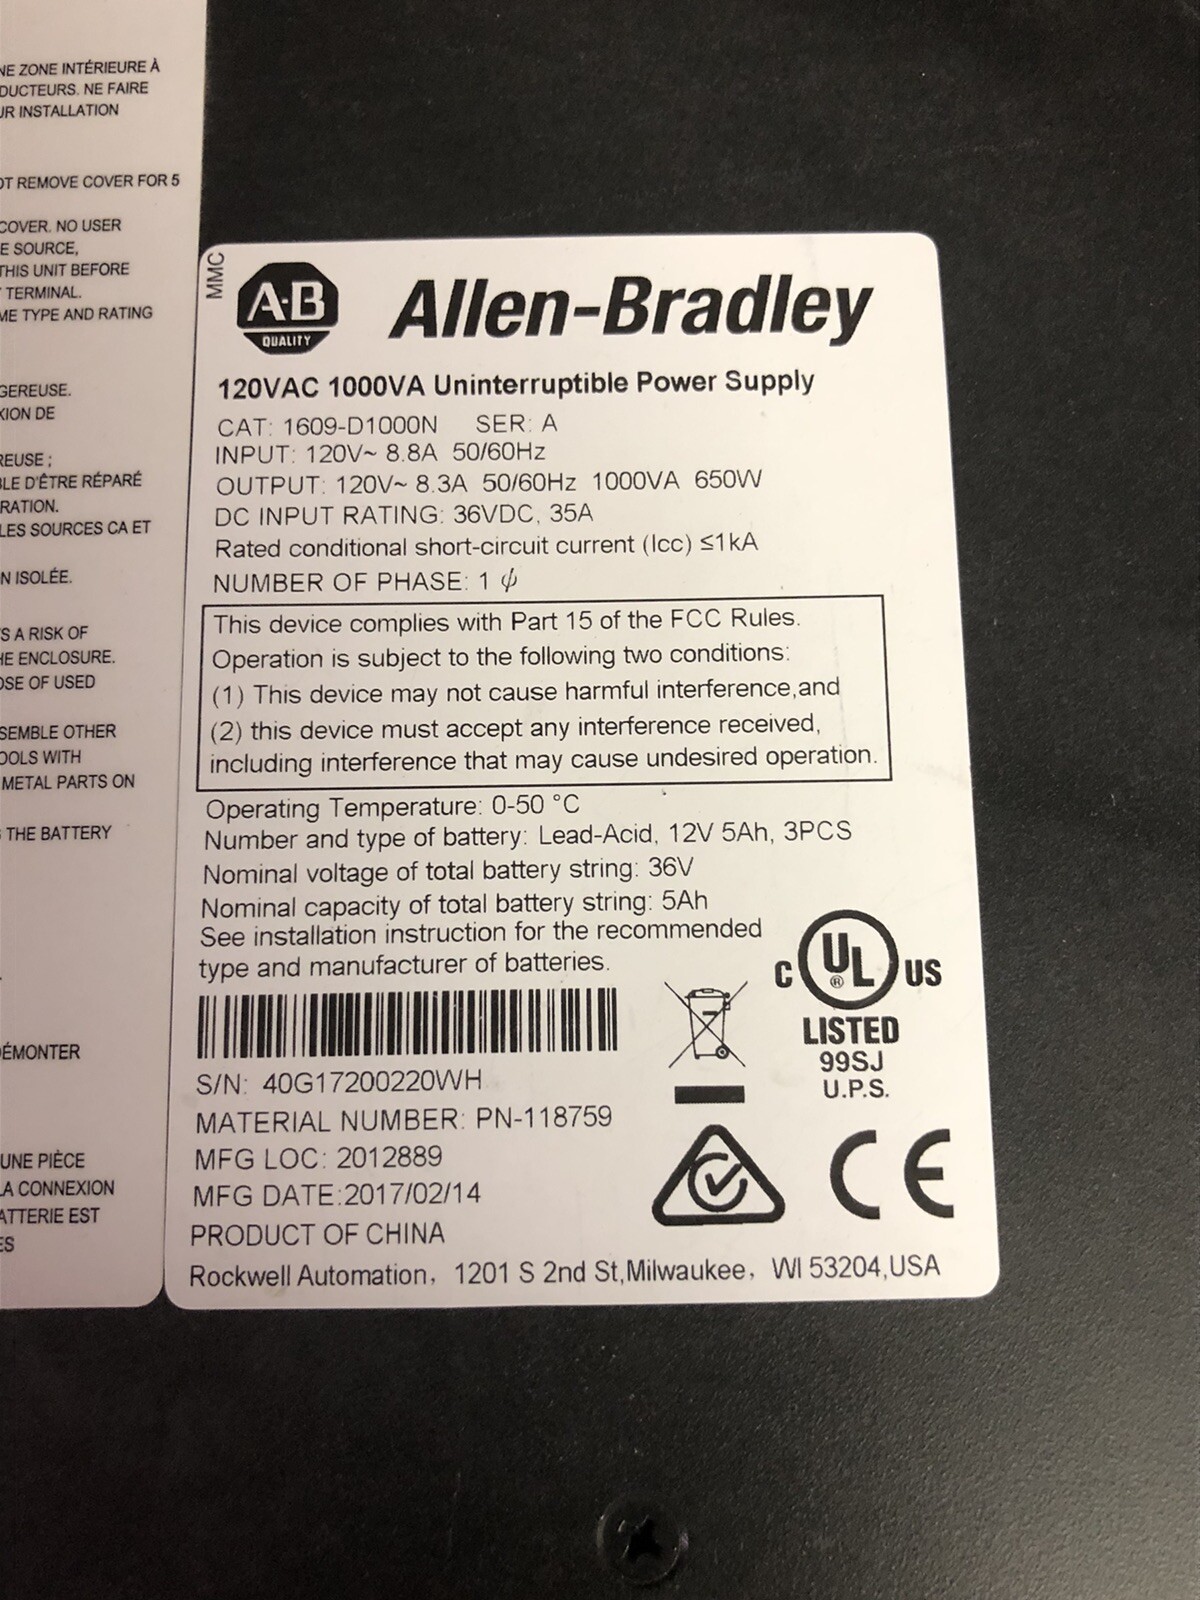 NE ZONE INTÉRIEURE À
DUCTEURS. NE FAIRE
UR INSTALLATION
OT REMOVE COVER FOR 5
COVER. NO USER
E SOURCE,
THIS UNIT BEFORE
TERMINAL.
ME TYPE AND RATING
GEREUSE.
XION DE
REUSE ;
BLE D'ÊTRE RÉPARÉ
RATION.
LES SOURCES CA ET
N ISOLÉE.
'S A RISK OF
HE ENCLOSURE.
OSE OF USED
SEMBLE OTHER
OOLS WITH
METAL PARTS ON
THE BATTERY
DÉMONTER
UNE PIÈCE
LA CONNEXION
ATTERIE EST
ES
MMC
A-B
QUALITY
Allen-Bradley
120VAC 1000VA Uninterruptible Power Supply
CAT: 1609-D1000N SER: A
INPUT: 120V~ 8.8A 50/60Hz
OUTPUT: 120V~ 8.3A 50/60Hz 1000VA 650W
DC INPUT RATING: 36VDC, 35A
Rated conditional short-circuit current (Icc) ≤1kA
NUMBER OF PHASE: 1 ϕ
This device complies with Part 15 of the FCC Rules.
Operation is subject to the following two conditions:
(1) This device may not cause harmful interference,and
(2) this device must accept any interference received,
including interference that may cause undesired operation.
Operating Temperature: 0-50 °C
Number and type of battery: Lead-Acid, 12V 5Ah, 3PCS
Nominal voltage of total battery string: 36V
Nominal capacity of total battery string: 5Ah
See installation instruction for the recommended
type and manufacturer of batteries.
C UL ® US
LISTED
99SJ
U.P.S.
S/N: 40G17200220WH
MATERIAL NUMBER: PN-118759
MFG LOC: 2012889
MFG DATE:2017/02/14
PRODUCT OF CHINA
CE
Rockwell Automation, 1201 S 2nd St,Milwaukee, WI 53204,USA